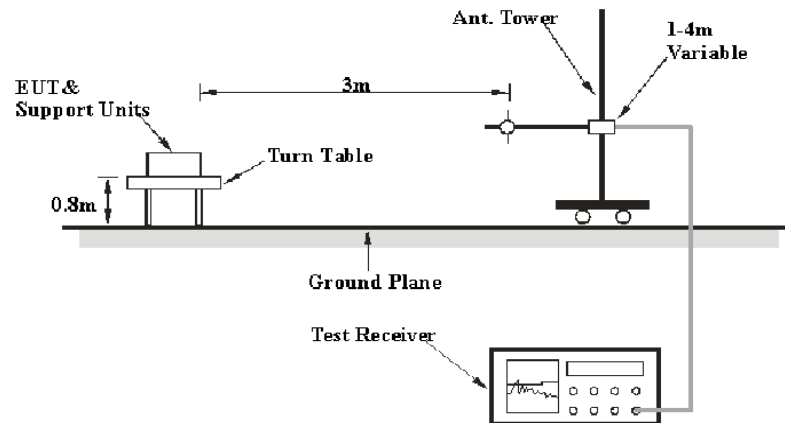 Ant. Tower
1-4m
Variable
EUT&
Support Units
3m
Turn Table
0.8m
Ground Plane
Test Receiver